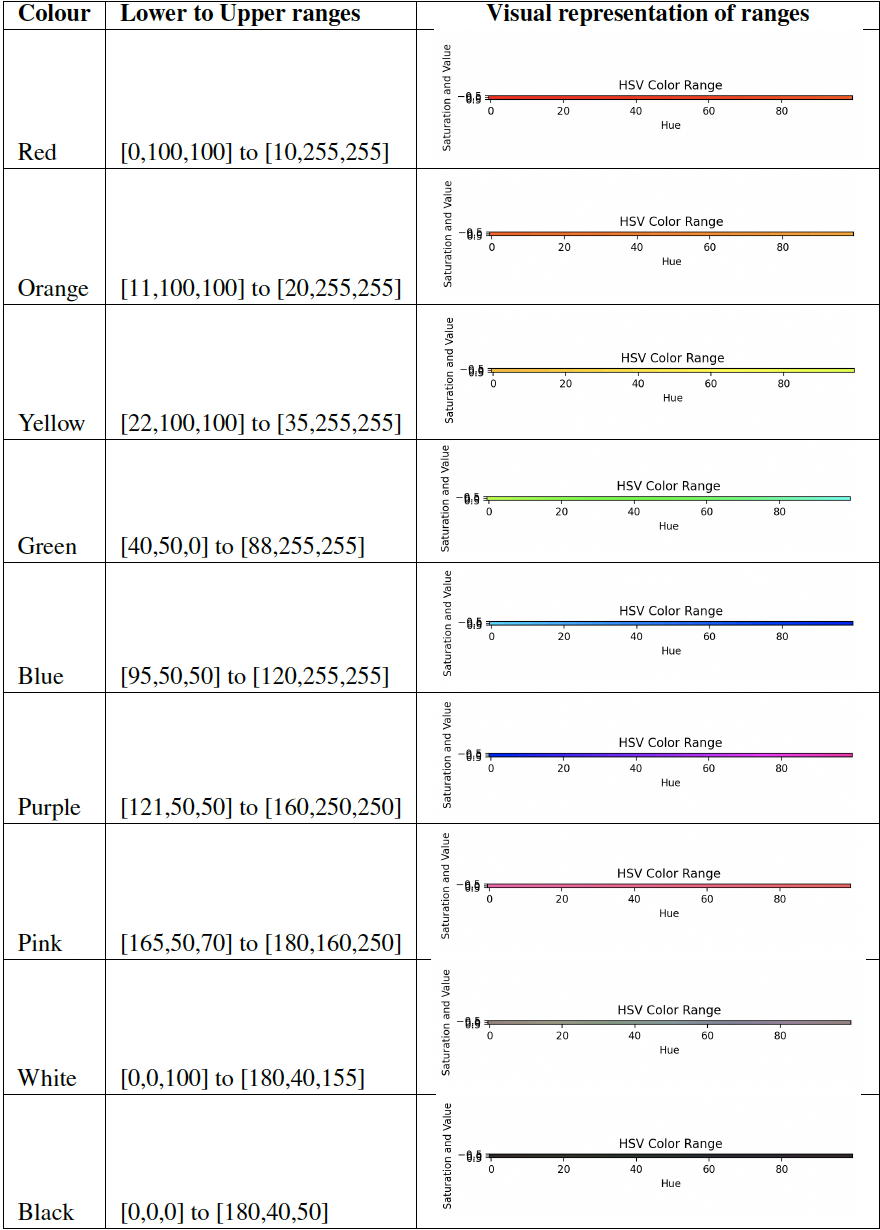 Colour Lower to Upper ranges Visual representation of ranges
Saturation and Value
HSV Color Range
0 20 40 60 80
Hue
Red [0,100,100] to [10,255,255]
Saturation and Value
HSV Color Range
0 20 40 60 80
Hue
Orange [11,100,100] to [20,255,255]
Saturation and Value
HSV Color Range
0 20 40 60 80
Hue
Yellow [22,100,100] to [35,255,255]
Saturation and Value
HSV Color Range
0 20 40 60 80
Hue
Green [40,50,0] to [88,255,255]
Saturation and Value
HSV Color Range
0 20 40 60 80
Hue
Blue [95,50,50] to [120,255,255]
Saturation and Value
HSV Color Range
0 20 40 60 80
Hue
Purple [121,50,50] to [160,250,250]
Saturation and Value
HSV Color Range
0 20 40 60 80
Hue
Pink [165,50,70] to [180,160,250]
Saturation and Value
HSV Color Range
0 20 40 60 80
Hue
White [0,0,100] to [180,40,155]
Saturation and Value
HSV Color Range
0 20 40 60 80
Hue
Black [0,0,0] to [180,40,50]